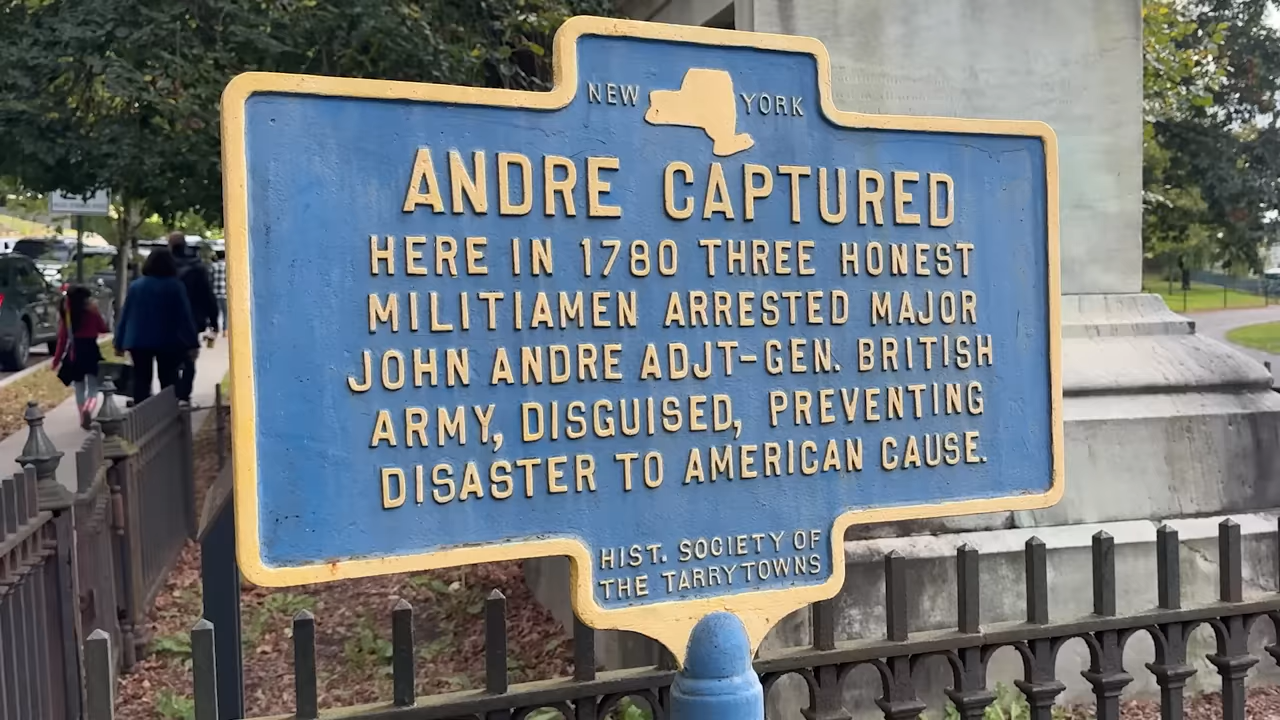 NEW YORK
ANDRE CAPTURED
HERE IN 1780 THREE HONEST
MILITIAMEN ARRESTED MAJOR
JOHN ANDRE ADJT-GEN. BRITISH
ARMY, DISGUISED, PREVENTING
DISASTER TO AMERICAN CAUSE.
HIST. SOCIETY OF
THE TARRYTOWNS